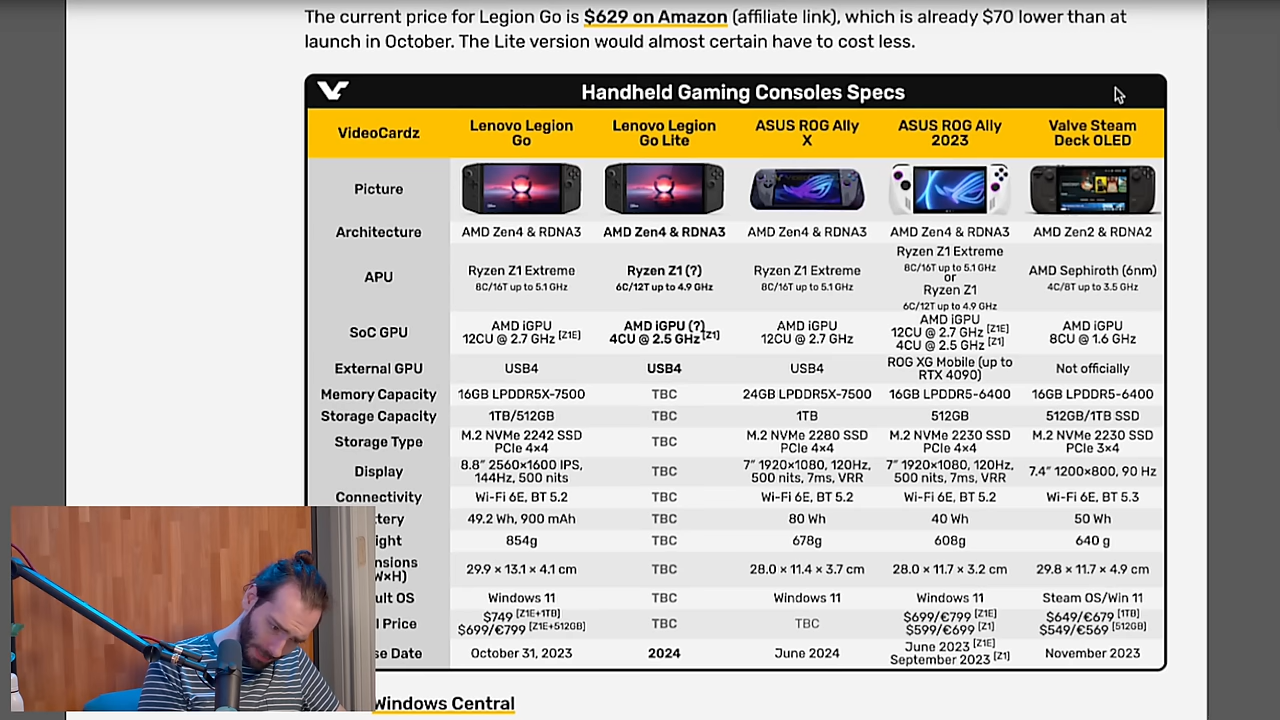 The current price for Legion Go is $629 on Amazon (affiliate link), which is already $70 lower than at
launch in October. The Lite version would almost certain have to cost less.
Handheld Gaming Consoles Specs
VideoCardz
Lenovo Legion
Go
Lenovo Legion
Go Lite
ASUS ROG Ally
X
ASUS ROG Ally
2023
Valve Steam
Deck OLED
Picture
Architecture
AMD Zen4 & RDNA3
AMD Zen4 & RDNA3
AMD Zen4 & RDNA3
AMD Zen4 & RDNA3
AMD Zen2 & RDNA2
APU
Ryzen Z1 Extreme
8C/16T up to 5.1 GHz
Ryzen Z1 (?)
6C/12T up to 4.9 GHz
Ryzen Z1 Extreme
8C/16T up to 5.1 GHz
Ryzen Z1 Extreme
8C/16T up to 5.1 GHz
or
Ryzen Z1
6C/12T up to 4.9 GHz
AMD Sephiroth (6nm)
4C/8T up to 3.5 GHz
SoC GPU
AMD iGPU
12CU @ 2.7 GHz [Z1E]
AMD iGPU (?)
4CU @ 2.5 GHz [Z1]
AMD iGPU
12CU @ 2.7 GHz
AMD iGPU
12CU @ 2.7 GHz [Z1E]
4CU @ 2.5 GHz [Z1]
AMD iGPU
8CU @ 1.6 GHz
External GPU
USB4
USB4
USB4
ROG XG Mobile (up to
RTX 4090)
Not officially
Memory Capacity
16GB LPDDR5X-7500
TBC
24GB LPDDR5X-7500
16GB LPDDR5-6400
16GB LPDDR5-6400
Storage Capacity
1TB/512GB
TBC
1TB
512GB
512GB/1TB SSD
Storage Type
M.2 NVMe 2242 SSD
PCIe 4×4
TBC
M.2 NVMe 2280 SSD
PCIe 4×4
M.2 NVMe 2230 SSD
PCIe 4×4
M.2 NVMe 2230 SSD
PCIe 3×4
Display
8.8″ 2560×1600 IPS,
144Hz, 500 nits
TBC
7″ 1920×1080, 120Hz,
500 nits, 7ms, VRR
7″ 1920×1080, 120Hz,
500 nits, 7ms, VRR
7.4″ 1200×800, 90 Hz
Connectivity
Wi-Fi 6E, BT 5.2
TBC
Wi-Fi 6E, BT 5.2
Wi-Fi 6E, BT 5.2
Wi-Fi 6E, BT 5.3
tery
49.2 Wh, 900 mAh
TBC
80 Wh
40 Wh
50 Wh
ight
854g
TBC
678g
608g
640 g
nsions
W×H)
29.9 × 13.1 × 4.1 cm
TBC
28.0 × 11.4 × 3.7 cm
28.0 × 11.7 × 3.2 cm
29.8 × 11.7 × 4.9 cm
ult OS
Windows 11
TBC
Windows 11
Windows 11
Steam OS/Win 11
l Price
$749 [Z1E+1TB]
$699/€799 [Z1E+512GB]
TBC
TBC
$699/€799 [Z1E]
$599/€699 [Z1]
$649/€679 [1TB]
$549/€569 [512GB]
se Date
October 31, 2023
2024
June 2024
June 2023 [Z1E]
September 2023 [Z1]
November 2023
Windows Central